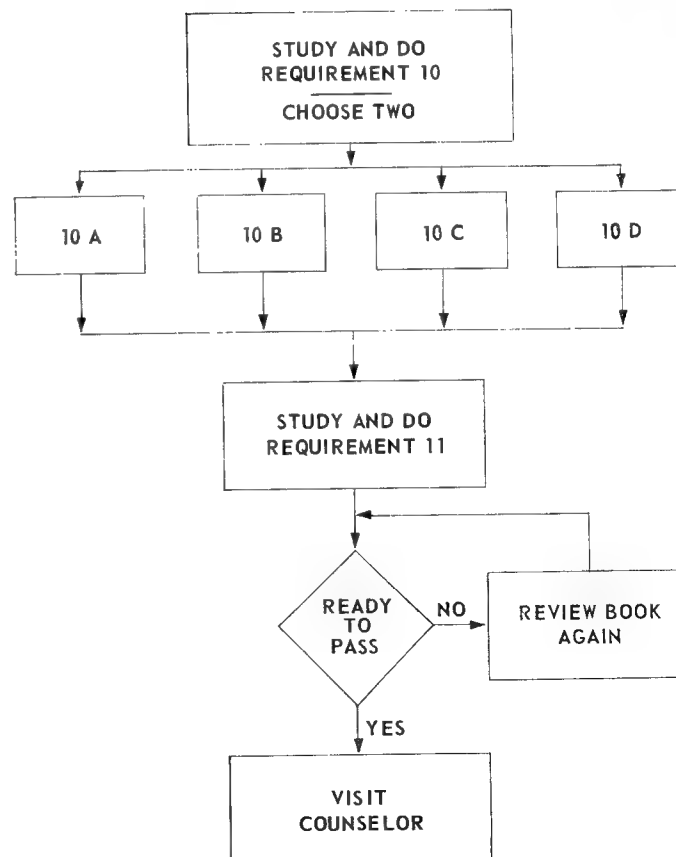 STUDY AND DO
REQUIREMENT 10
CHOOSE TWO
10 A
10 B
10 C
10 D
STUDY AND DO
REQUIREMENT 11
READY
TO
PASS
NO
REVIEW BOOK
AGAIN
YES
VISIT
COUNSELOR